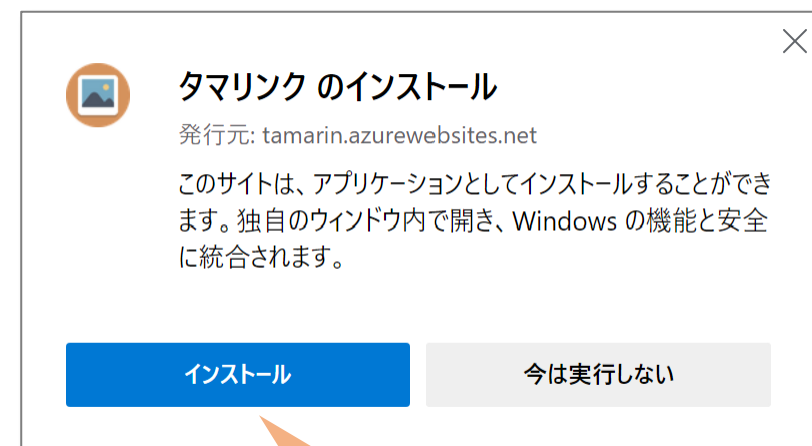 タマリンク のインストール
発行元: tamarin.azurewebsites.net
このサイトは、アプリケーションとしてインストールすることができ
ます。独自のウィンドウ内で開き、Windows の機能と安全
に統合されます。
インストール
今は実行しない